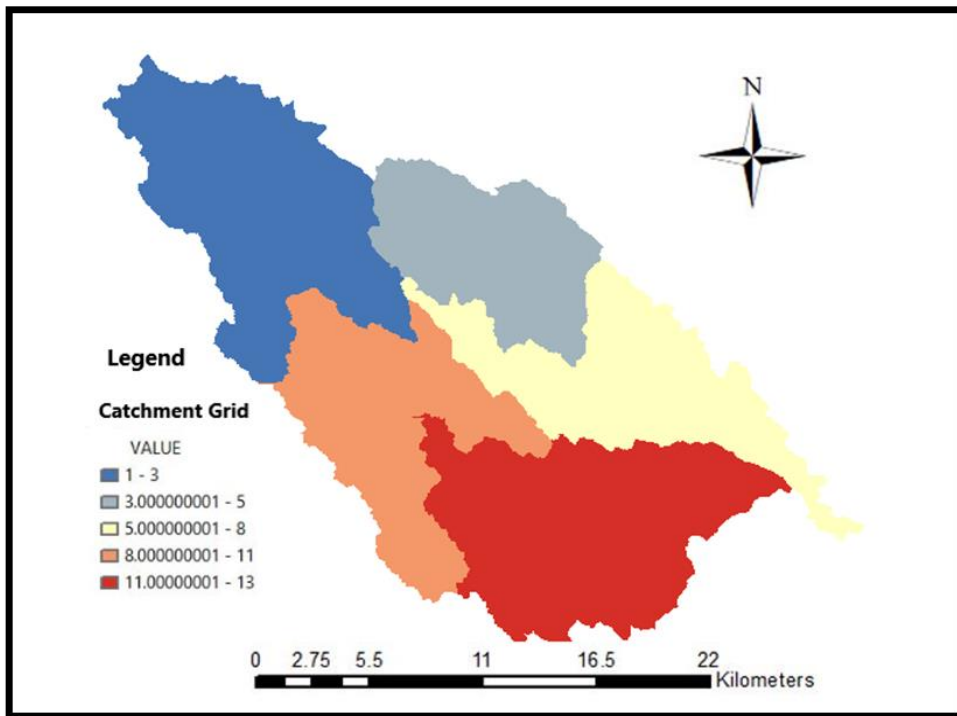 N
Legend
Catchment Grid
VALUE
1 - 3
3.000000001 - 5
5.000000001 - 8
8.000000001 - 11
11.00000001 - 13
0 2.75 5.5 11 16.5 22
Kilometers